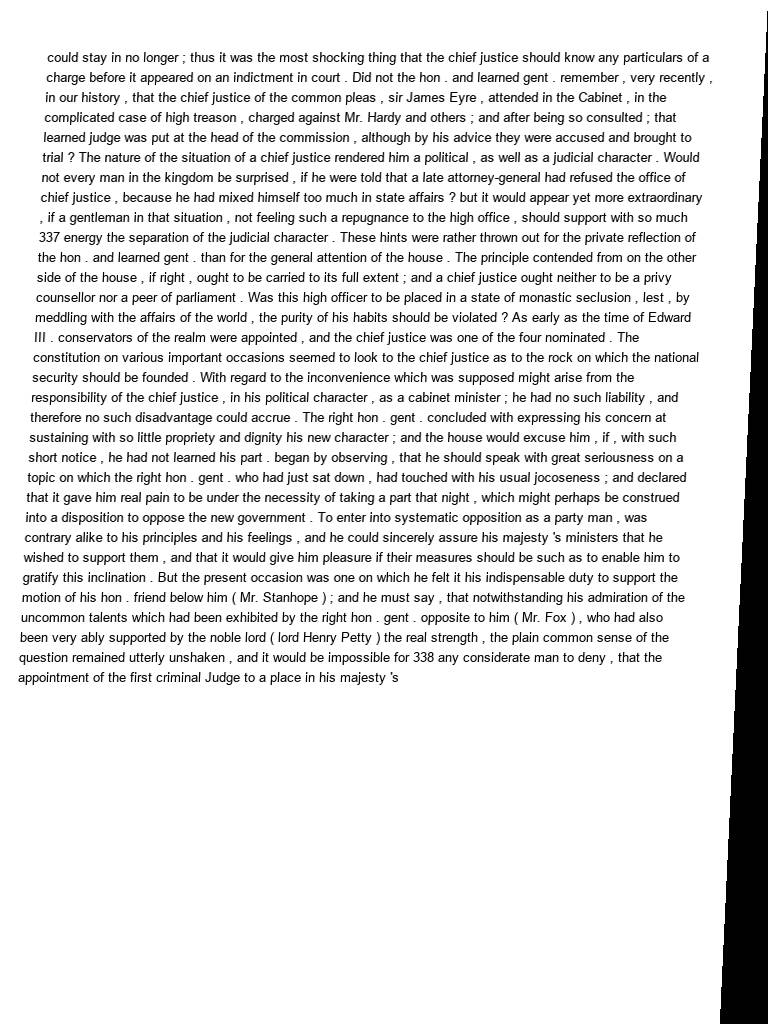 could stay in no longer ; thus it was the most shocking thing that the chief justice should know any particulars of a
charge before it appeared on an indictment in court . Did not the hon . and learned gent . remember , very recently ,
in our history , that the chief justice of the common pleas , sir James Eyre , attended in the Cabinet , in the
complicated case of high treason , charged against Mr. Hardy and others ; and after being so consulted ; that
learned judge was put at the head of the commission , although by his advice they were accused and brought to
trial ? The nature of the situation of a chief justice rendered him a political , as well as a judicial character . Would
not every man in the kingdom be surprised , if he were told that a late attorney-general had refused the office of
chief justice , because he had mixed himself too much in state affairs ? but it would appear yet more extraordinary
, if a gentleman in that situation , not feeling such a repugnance to the high office , should support with so much
337 energy the separation of the judicial character . These hints were rather thrown out for the private reflection of
the hon . and learned gent . than for the general attention of the house . The principle contended from on the other
side of the house , if right , ought to be carried to its full extent ; and a chief justice ought neither to be a privy
counsellor nor a peer of parliament . Was this high officer to be placed in a state of monastic seclusion , lest , by
meddling with the affairs of the world , the purity of his habits should be violated ? As early as the time of Edward
III . conservators of the realm were appointed , and the chief justice was one of the four nominated . The
constitution on various important occasions seemed to look to the chief justice as to the rock on which the national
security should be founded . With regard to the inconvenience which was supposed might arise from the
responsibility of the chief justice , in his political character , as a cabinet minister ; he had no such liability , and
therefore no such disadvantage could accrue . The right hon . gent . concluded with expressing his concern at
sustaining with so little propriety and dignity his new character ; and the house would excuse him , if , with such
short notice , he had not learned his part . began by observing , that he should speak with great seriousness on a
topic on which the right hon . gent . who had just sat down , had touched with his usual jocoseness ; and declared
that it gave him real pain to be under the necessity of taking a part that night , which might perhaps be construed
into a disposition to oppose the new government . To enter into systematic opposition as a party man , was
contrary alike to his principles and his feelings , and he could sincerely assure his majesty 's ministers that he
wished to support them , and that it would give him pleasure if their measures should be such as to enable him to
gratify this inclination . But the present occasion was one on which he felt it his indispensable duty to support the
motion of his hon . friend below him ( Mr. Stanhope ) ; and he must say , that notwithstanding his admiration of the
uncommon talents which had been exhibited by the right hon . gent . opposite to him ( Mr. Fox ) , who had also
been very ably supported by the noble lord ( lord Henry Petty ) the real strength , the plain common sense of the
question remained utterly unshaken , and it would be impossible for 338 any considerate man to deny , that the
appointment of the first criminal Judge to a place in his majesty 's